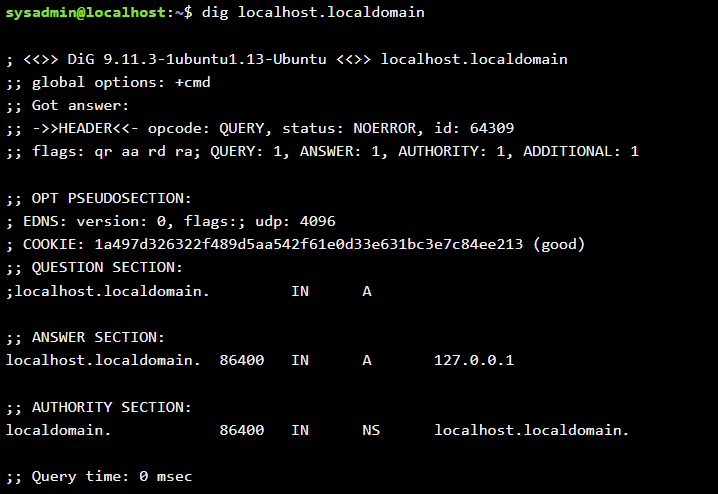 sysadmin@localhost:~$ dig localhost.localdomain
; <<>> DiG 9.11.3-1ubuntu1.13-Ubuntu <<>> localhost.localdomain
;; global options: +cmd
;; Got answer:
;; ->>HEADER<<- opcode: QUERY, status: NOERROR, id: 64309
;; flags: qr aa rd ra; QUERY: 1, ANSWER: 1, AUTHORITY: 1, ADDITIONAL: 1
;; OPT PSEUDOSECTION:
; EDNS: version: 0, flags:; udp: 4096
; COOKIE: 1a497d326322f489d5aa542f61e0d33e631bc3e7c84ee213 (good)
;; QUESTION SECTION:
;localhost.localdomain. IN A
;; ANSWER SECTION:
localhost.localdomain. 86400 IN A 127.0.0.1
;; AUTHORITY SECTION:
localdomain. 86400 IN NS localhost.localdomain.
;; Query time: 0 msec